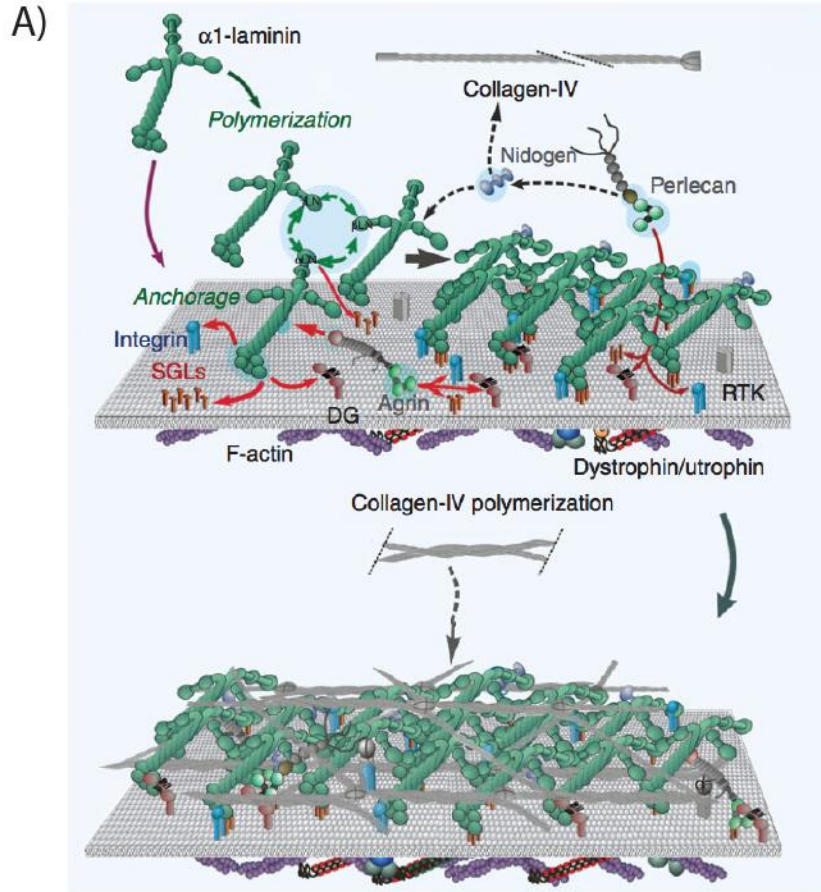 A)
α1-laminin
Polymerization
Collagen-IV
Nidogen
Perlecan
βLN
Anchorage
Integrin
SGLs
DG
Agrin
RTK
F-actin
Dystrophin/utrophin
Collagen-IV polymerization